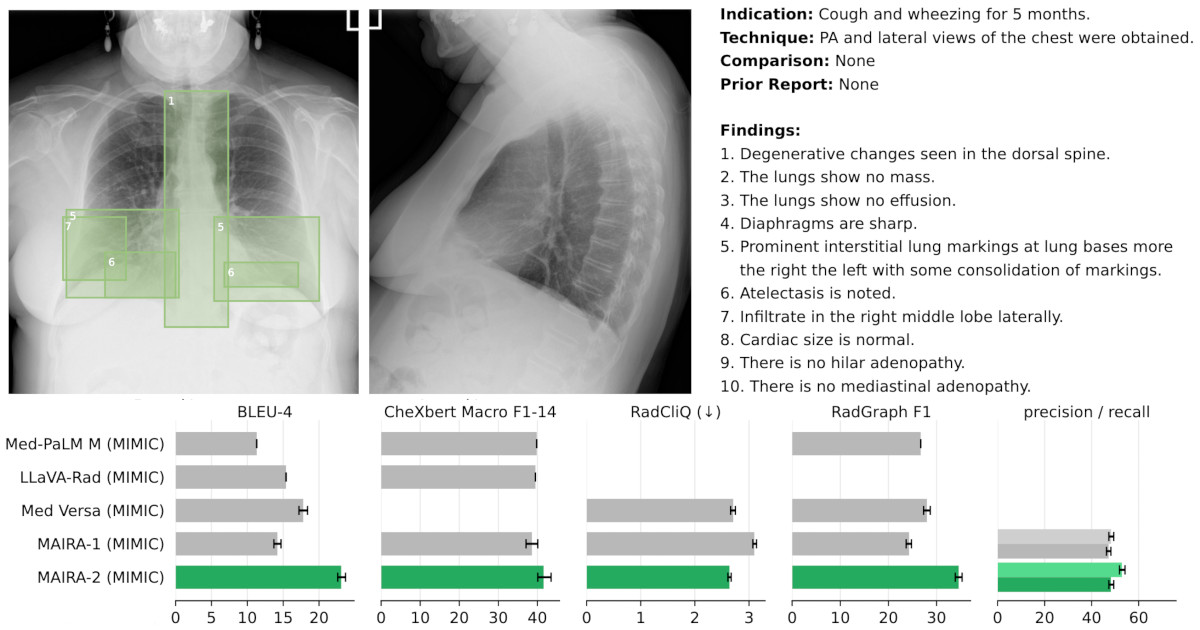 Indication: Cough and wheezing for 5 months.
Technique: PA and lateral views of the chest were obtained.
Comparison: None
Prior Report: None
Findings:
1. Degenerative changes seen in the dorsal spine.
2. The lungs show no mass.
3. The lungs show no effusion.
4. Diaphragms are sharp.
5. Prominent interstitial lung markings at lung bases more
the right the left with some consolidation of markings.
6. Atelectasis is noted.
7. Infiltrate in the right middle lobe laterally.
8. Cardiac size is normal.
9. There is no hilar adenopathy.
10. There is no mediastinal adenopathy.
1
5
7
6
5
6
BLEU-4
CheXbert Macro F1-14
RadCliQ (↓)
RadGraph F1
precision / recall
Med-PaLM M (MIMIC)
LLaVA-Rad (MIMIC)
Med Versa (MIMIC)
MAIRA-1 (MIMIC)
MAIRA-2 (MIMIC)
0 5 10 15 20
0 10 20 30 40
0 1 2 3
0 10 20 30
0 20 40 60